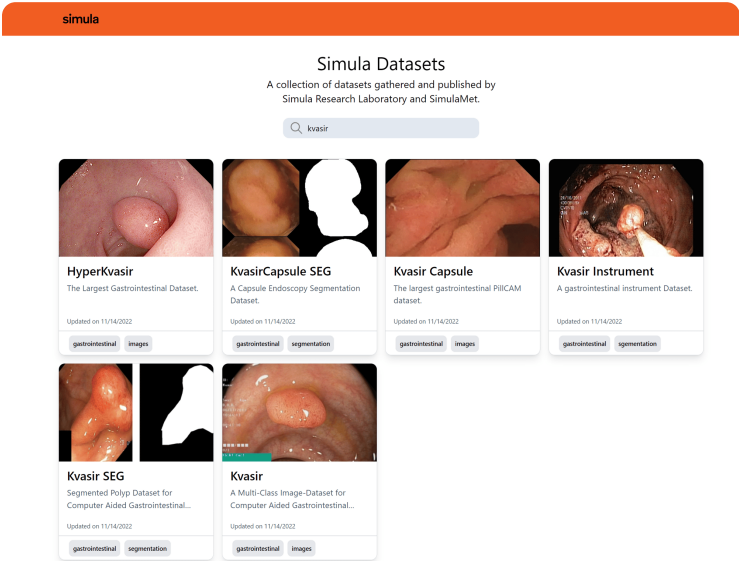 simula
Simula Datasets
A collection of datasets gathered and published by
Simula Research Laboratory and SimulaMet.
kvasir
HyperKvasir
The Largest Gastrointestinal Dataset.
Updated on 11/14/2022
gastrointestinal images
KvasirCapsule SEG
A Capsule Endoscopy Segmentation
Dataset.
Updated on 11/14/2022
gastrointestinal segmentation
Kvasir Capsule
The largest gastrointestinal PillCAM
dataset.
Updated on 11/14/2022
gastrointestinal images
Kvasir Instrument
A gastrointestinal instrument Dataset.
Updated on 11/14/2022
gastrointestinal sgementation
Kvasir SEG
Segmented Polyp Dataset for
Computer Aided Gastrointestinal...
Updated on 11/14/2022
gastrointestinal segmentation
Kvasir
A Multi-Class Image-Dataset for
Computer Aided Gastrointestinal...
Updated on 11/14/2022
gastrointestinal images